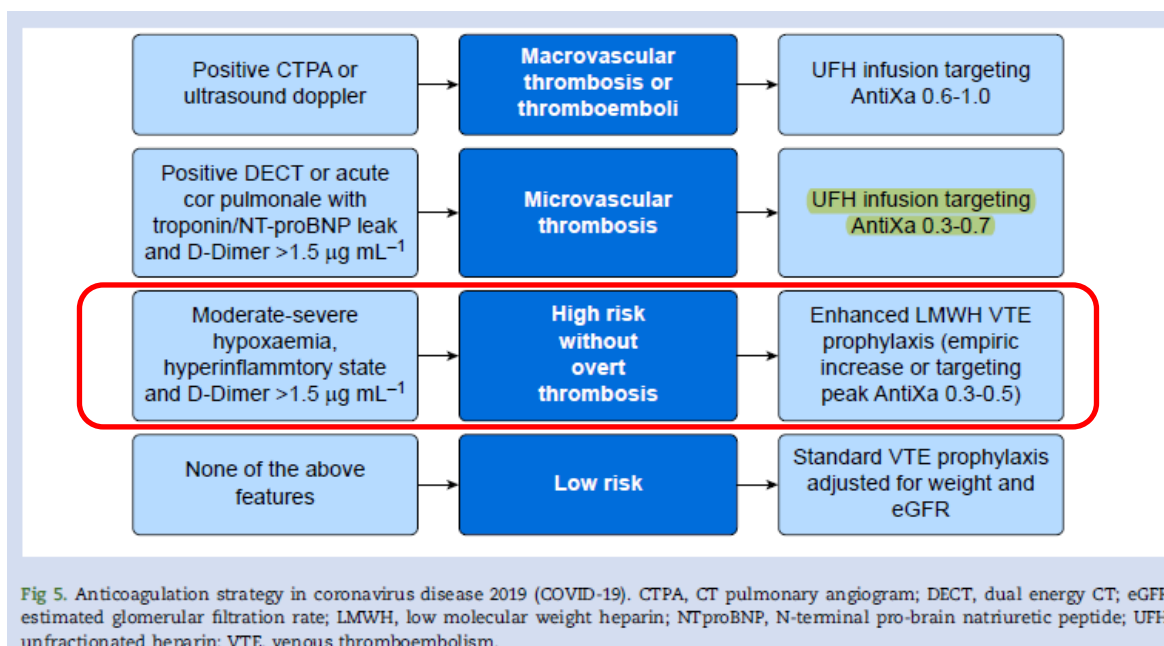 Positive CTPA or
ultrasound doppler
Macrovascular
thrombosis or
thromboemboli
UFH infusion targeting
AntiXa 0.6-1.0
Positive DECT or acute
cor pulmonale with
troponin/NT-proBNP leak
and D-Dimer >1.5 μg mL⁻¹
Microvascular
thrombosis
UFH infusion targeting
AntiXa 0.3-0.7
Moderate-severe
hypoxaemia,
hyperinflammtory state
and D-Dimer >1.5 μg mL⁻¹
High risk
without
overt
thrombosis
Enhanced LMWH VTE
prophylaxis (empiric
increase or targeting
peak AntiXa 0.3-0.5)
None of the above
features
Low risk
Standard VTE prophylaxis
adjusted for weight and
eGFR
Fig 5. Anticoagulation strategy in coronavirus disease 2019 (COVID-19). CTPA, CT pulmonary angiogram; DECT, dual energy CT; eGFR
estimated glomerular filtration rate; LMWH, low molecular weight heparin; NTproBNP, N-terminal pro-brain natriuretic peptide; UFH
unfractionated heparin; VTE, venous thromboembolism.